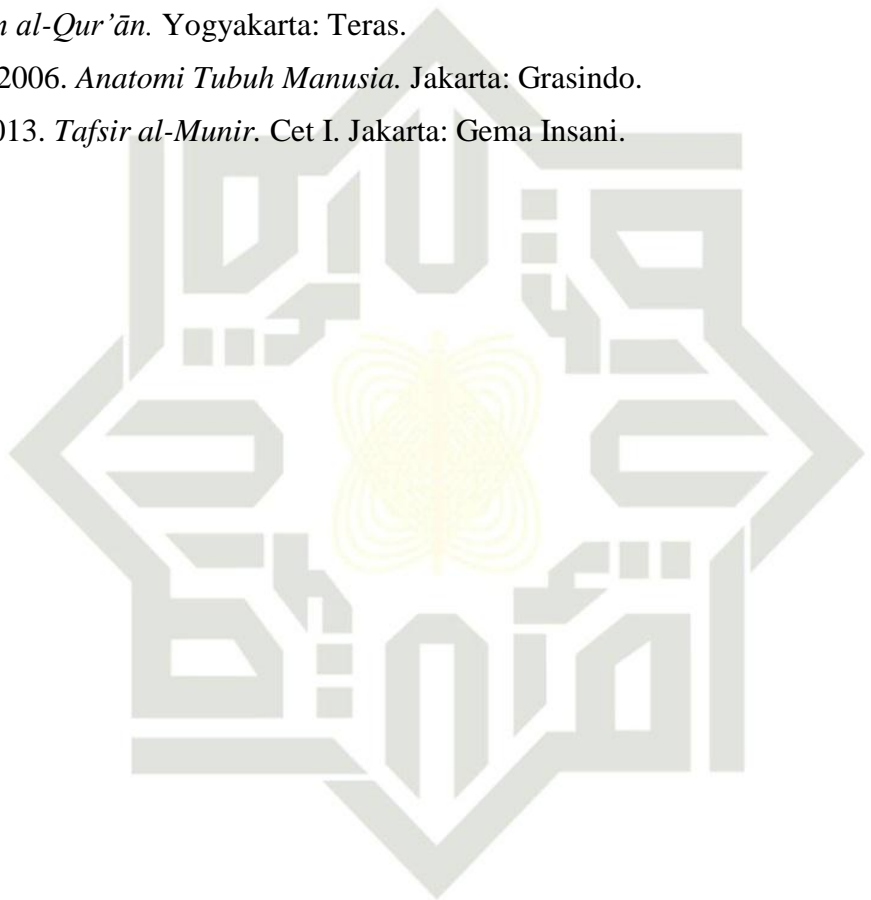 al-Qur’ān. Yogyakarta: Teras.
2006. Anatomi Tubuh Manusia. Jakarta: Grasindo.
013. Tafsir al-Munir. Cet I. Jakarta: Gema Insani.